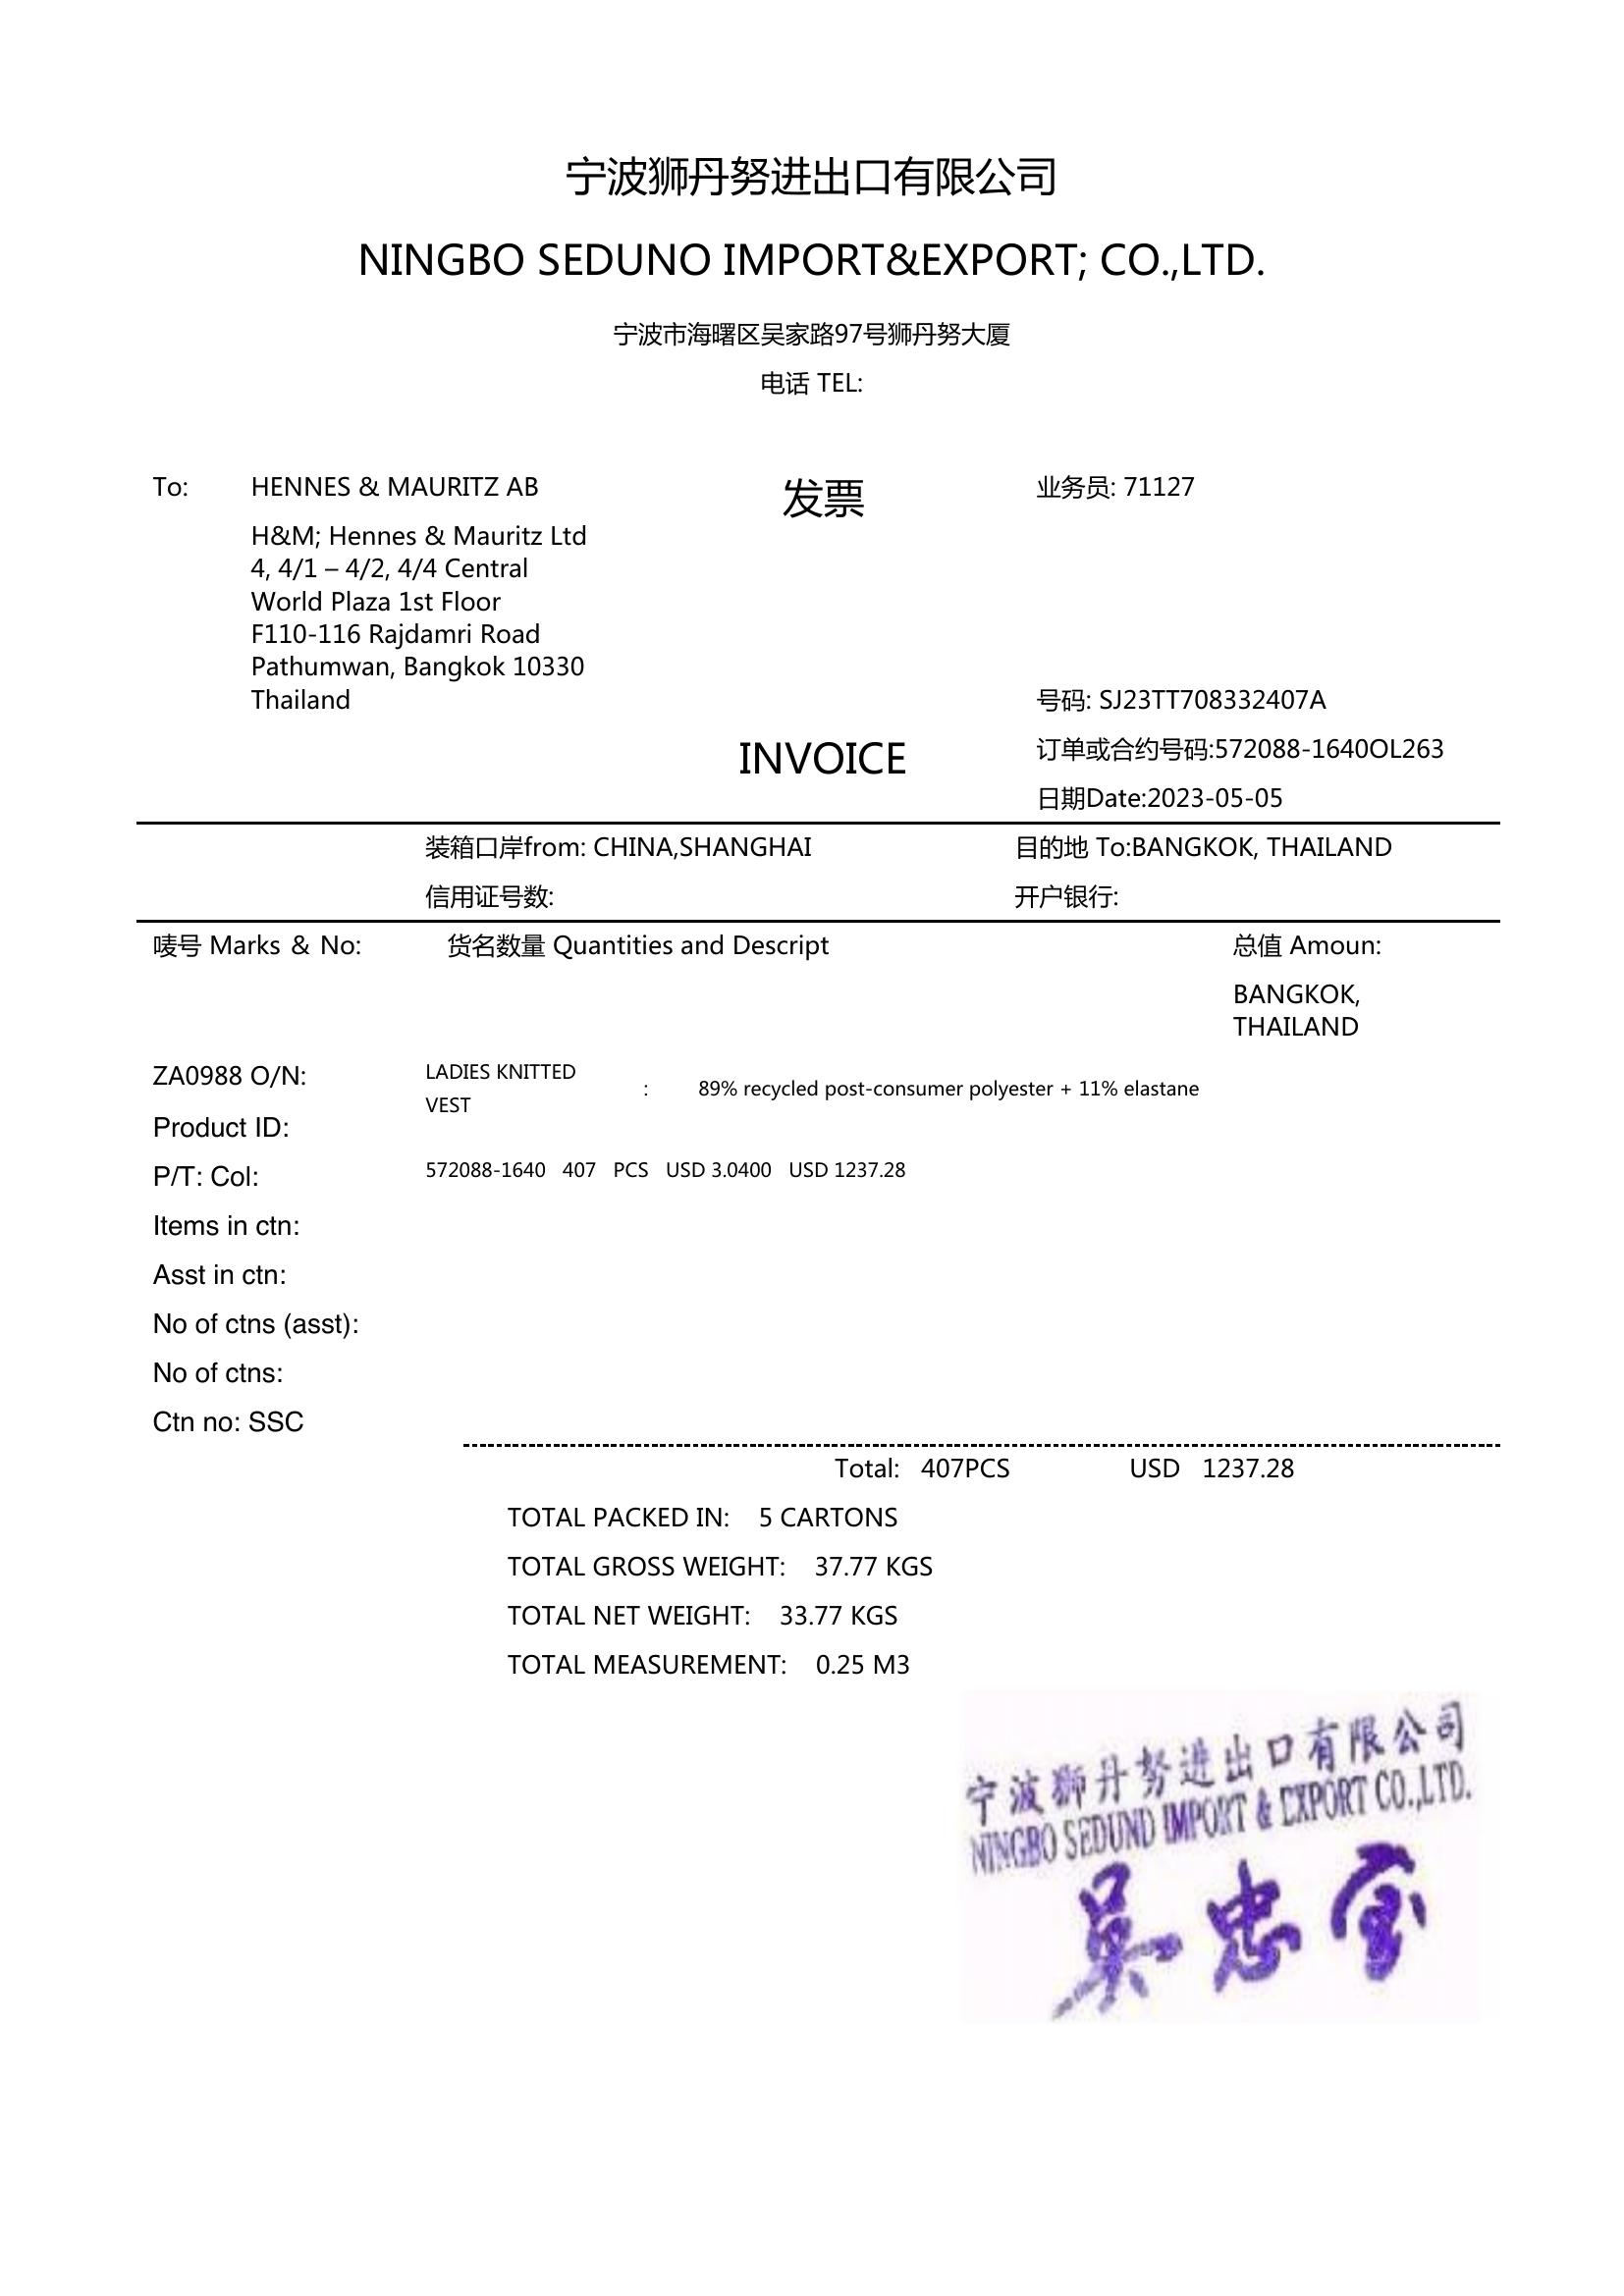 宁波狮丹努进出口有限公司
NINGBO SEDUNO IMPORT&EXPORT; CO.,LTD.
宁波市海曙区吴家路97号狮丹努大厦
电话 TEL:
To: HENNES & MAURITZ AB
发票
业务员: 71127
H&M; Hennes & Mauritz Ltd
4, 4/1 – 4/2, 4/4 Central
World Plaza 1st Floor
F110-116 Rajdamri Road
Pathumwan, Bangkok 10330
Thailand
号码: SJ23TT708332407A
INVOICE
订单或合约号码:572088-1640OL263
日期Date:2023-05-05
装箱口岸from: CHINA,SHANGHAI 目的地 To:BANGKOK, THAILAND
信用证号数: 开户银行:
唛号 Marks & No: 货名数量 Quantities and Descript 总值 Amoun:
BANGKOK,
THAILAND
ZA0988 O/N:
LADIES KNITTED
VEST
: 89% recycled post-consumer polyester + 11% elastane
Product ID:
P/T: Col: 572088-1640 407 PCS USD 3.0400 USD 1237.28
Items in ctn:
Asst in ctn:
No of ctns (asst):
No of ctns:
Ctn no: SSC
Total: 407PCS USD 1237.28
TOTAL PACKED IN: 5 CARTONS
TOTAL GROSS WEIGHT: 37.77 KGS
TOTAL NET WEIGHT: 33.77 KGS
TOTAL MEASUREMENT: 0.25 M3
宁波狮丹努进出口有限公司
NINGBO SEDUND IMPORT & EXPORT CO.,LTD.